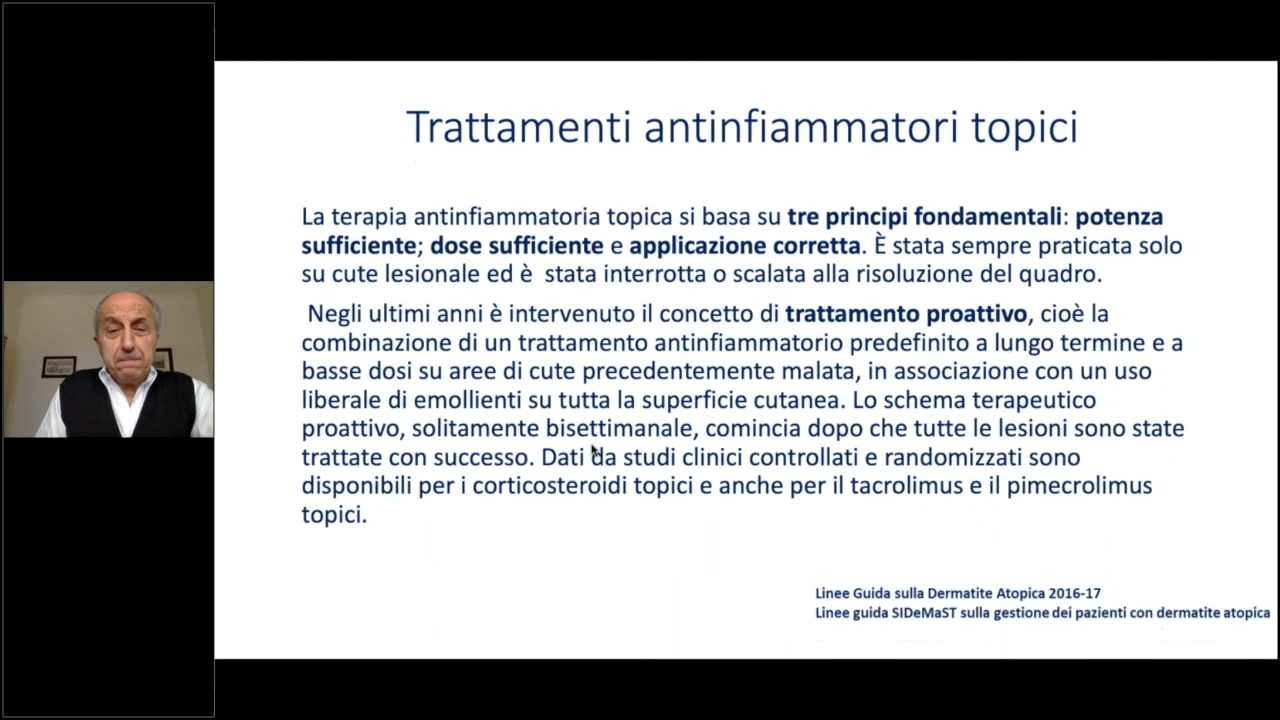 Trattamenti antinfiammatori topici
La terapia antinfiammatoria topica si basa su tre principi fondamentali: potenza
sufficiente; dose sufficiente e applicazione corretta. È stata sempre praticata solo
su cute lesionale ed è  stata interrotta o scalata alla risoluzione del quadro.
Negli ultimi anni è intervenuto il concetto di trattamento proattivo, cioè la
combinazione di un trattamento antinfiammatorio predefinito a lungo termine e a
basse dosi su aree di cute precedentemente malata, in associazione con un uso
liberale di emollienti su tutta la superficie cutanea. Lo schema terapeutico
proattivo, solitamente bisettimanale, comincia dopo che tutte le lesioni sono state
trattate con successo. Dati da studi clinici controllati e randomizzati sono
disponibili per i corticosteroidi topici e anche per il tacrolimus e il pimecrolimus
topici.
Linee Guida sulla Dermatite Atopica 2016-17
Linee guida SIDeMaST sulla gestione dei pazienti con dermatite atopica